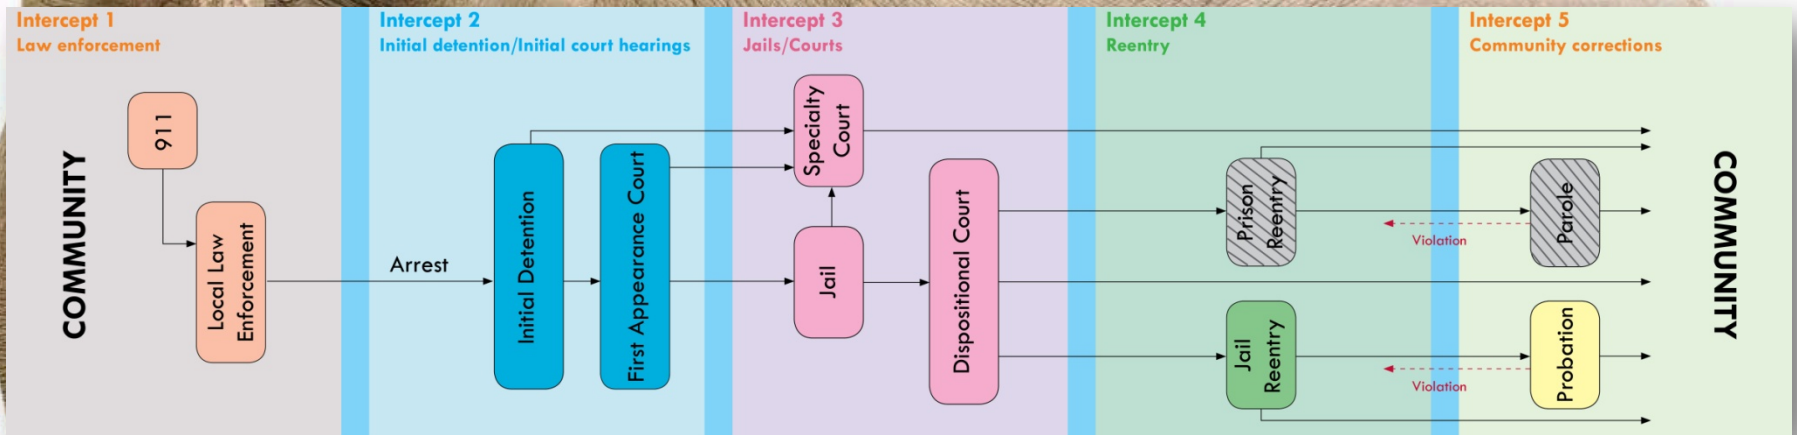 Intercept 1
Law enforcement
Intercept 2
Initial detention/Initial court hearings
Intercept 3
Jails/Courts
Intercept 4
Reentry
Intercept 5
Community corrections
COMMUNITY
911
Local Law
Enforcement
Arrest
Initial Detention
First Appearance Court
Specialty
Court
Jail
Dispositional Court
Prison
Reentry
Violation
Parole
Jail
Reentry
Violation
Probation
COMMUNITY